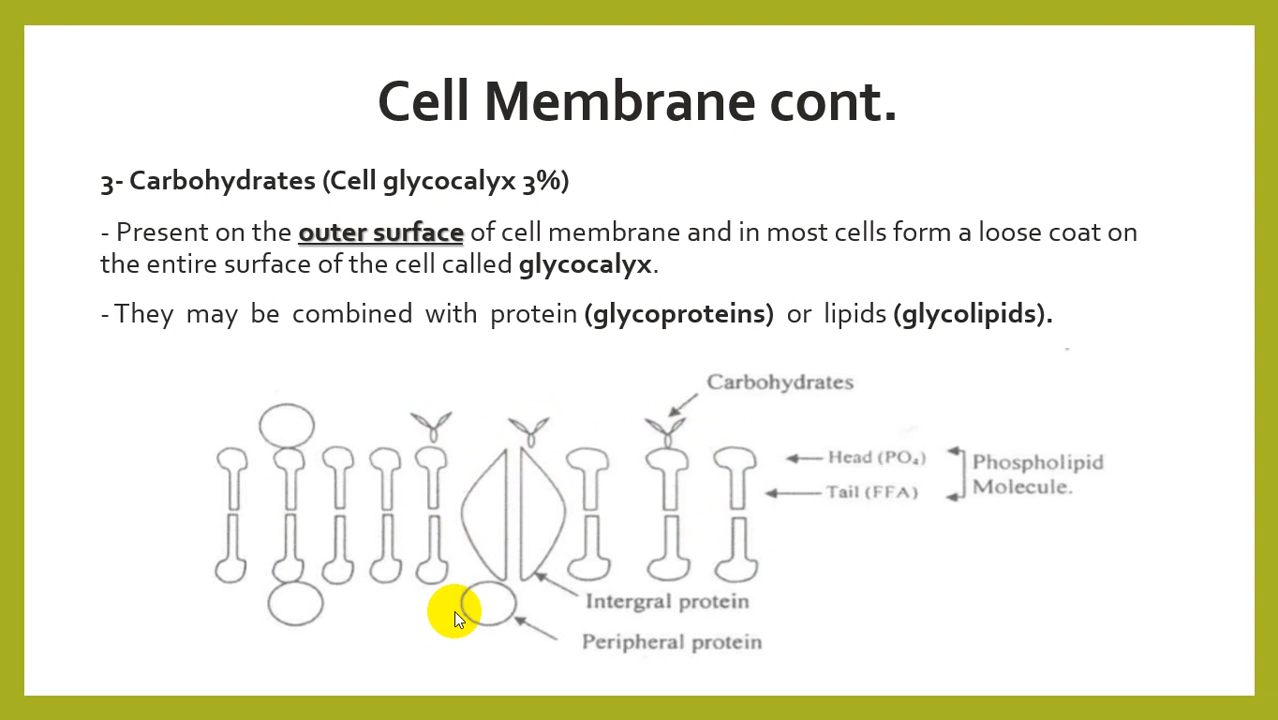 Cell Membrane cont.
3- Carbohydrates (Cell glycocalyx 3%)
- Present on the outer surface of cell membrane and in most cells form a loose coat on
the entire surface of the cell called glycocalyx.
- They may be combined with protein (glycoproteins) or lipids (glycolipids).
Carbohydrates
Head (PO₄)
Tail (FFA)
Phospholipid
Molecule.
Intergral protein
Peripheral protein